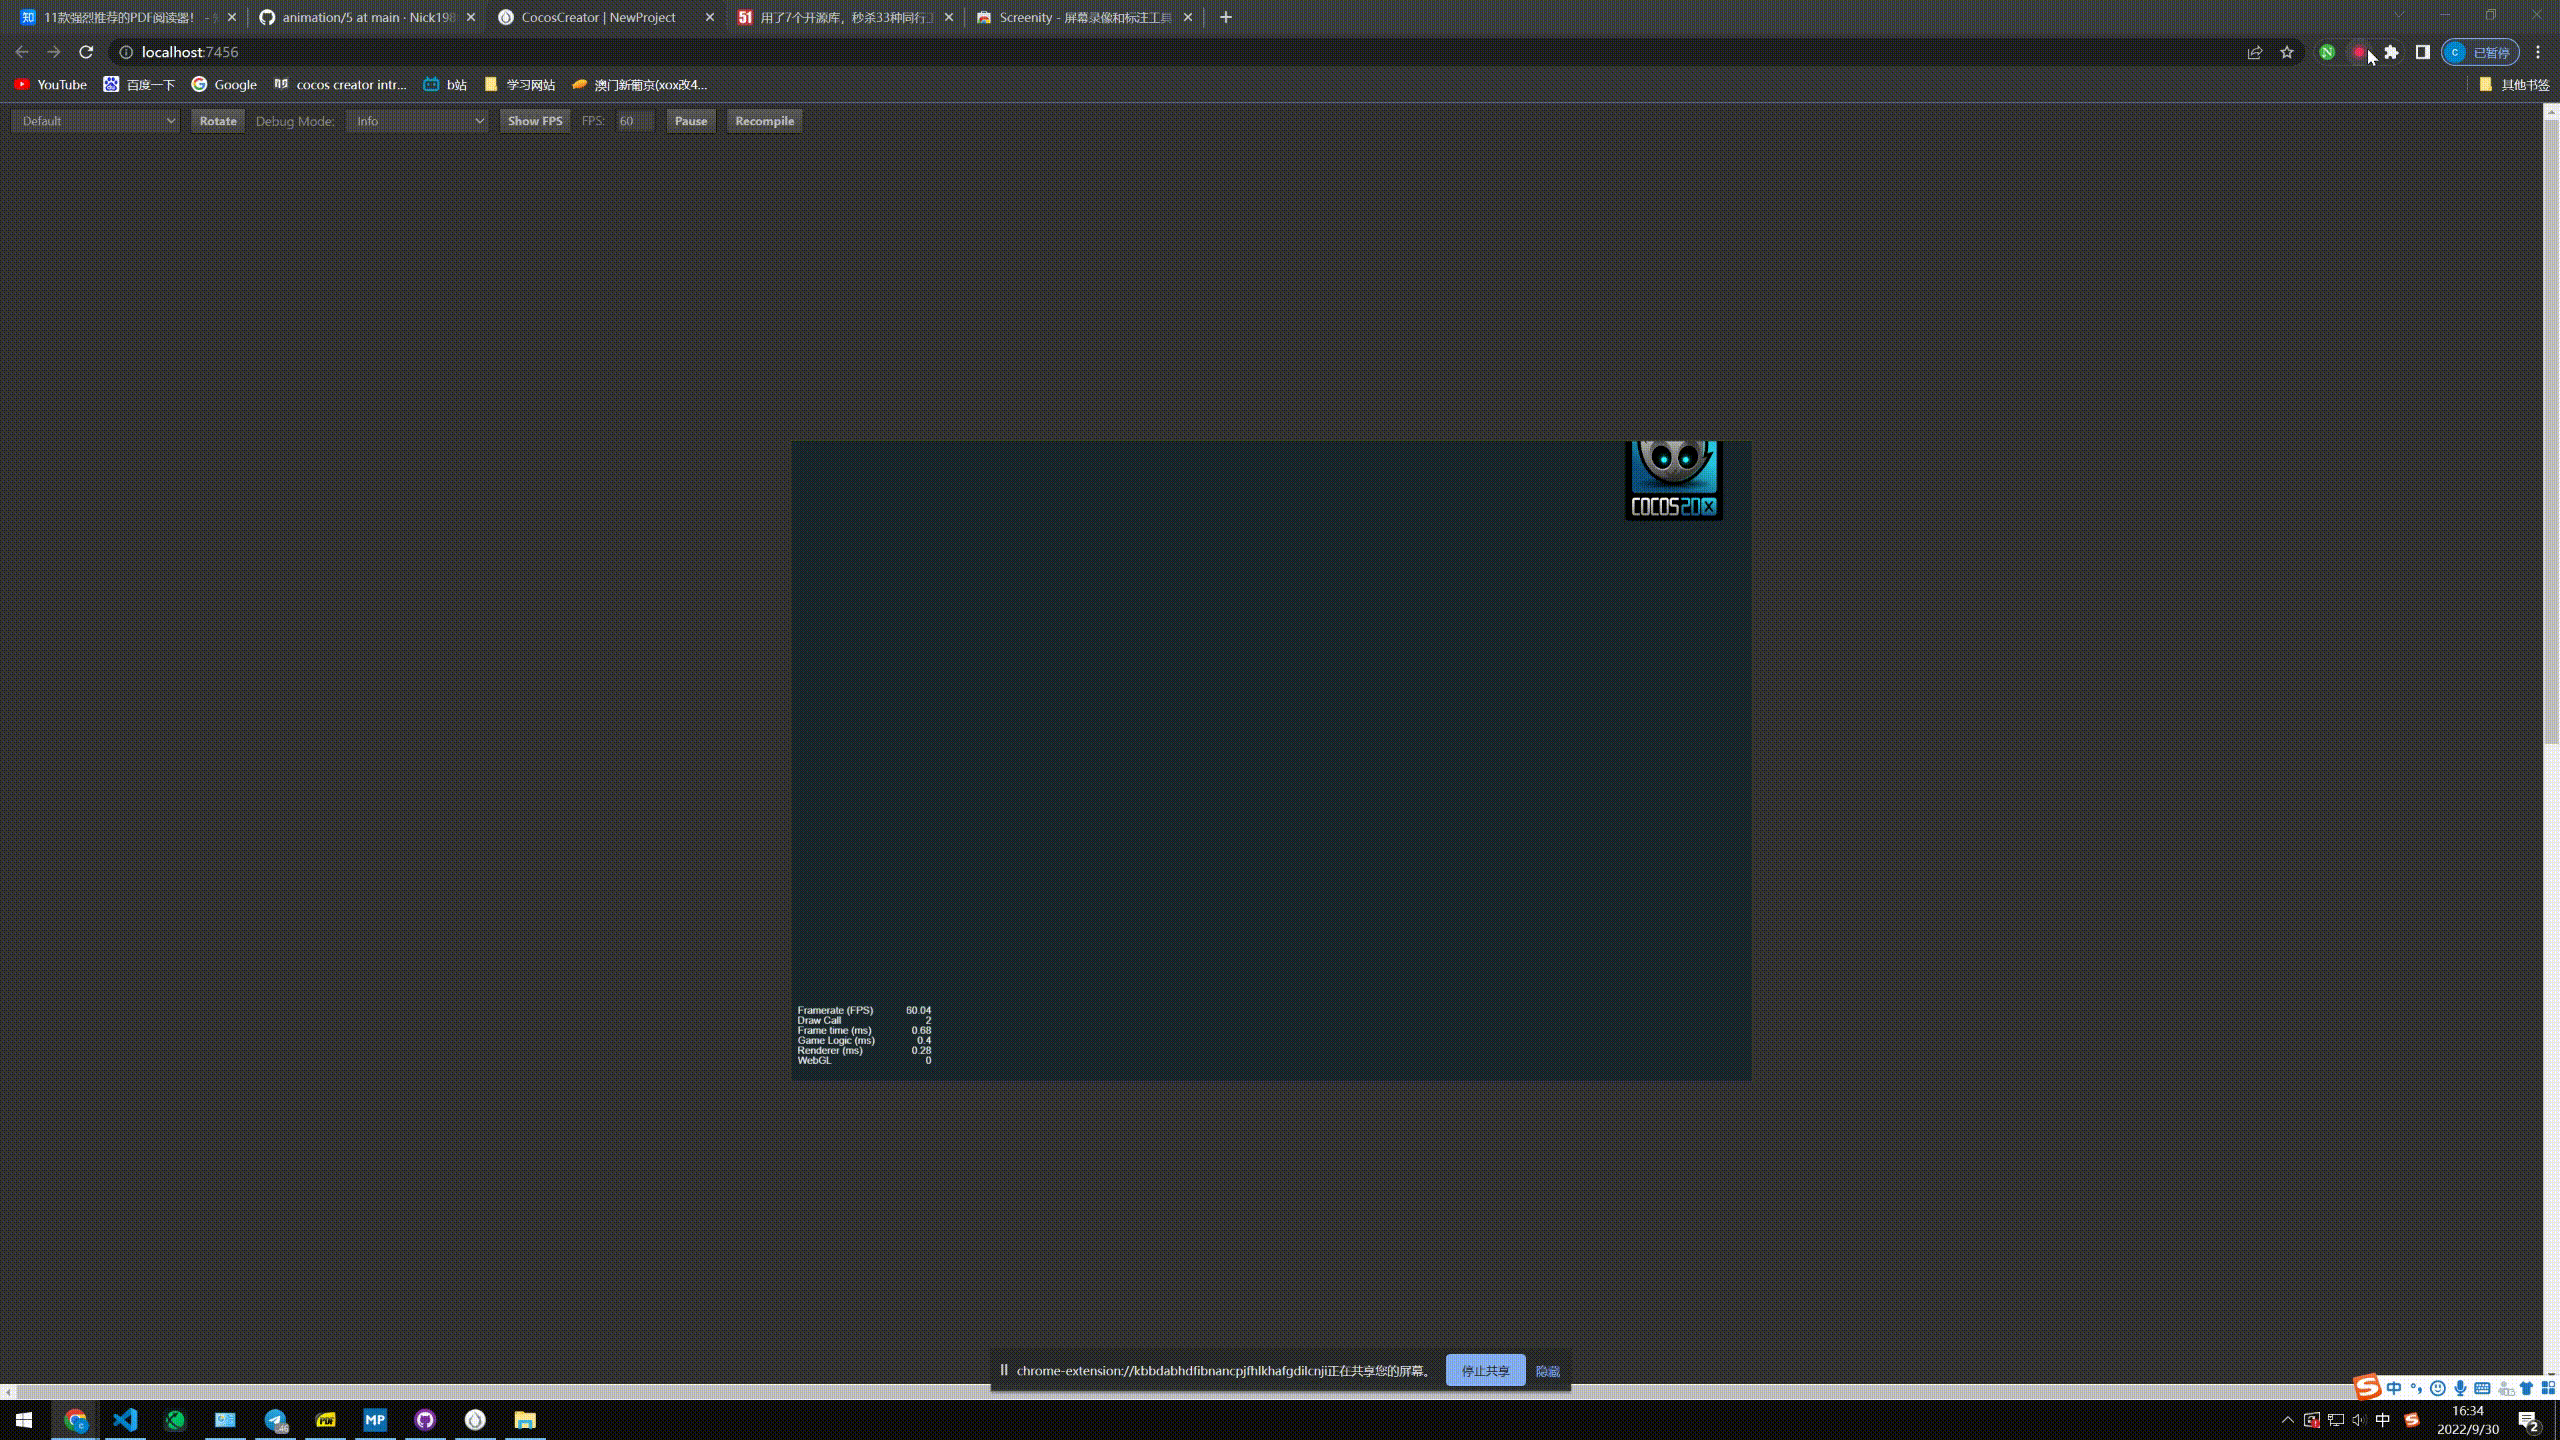 11款强烈推荐的PDF阅读器! -
animation/5 at main · Nick198
CocosCreator | NewProject
用了7个开源库，秒杀33种同行工
Screenity - 屏幕录像和标注工具
localhost:7456
已暂停
YouTube
百度一下
Google
cocos creator intr...
b站
学习网站
澳门新葡京(xox改4...
其他书签
Default
Rotate
Debug Mode:
Info
Show FPS
FPS:
60
Pause
Recompile
COCOS2DX
Framerate (FPS) 60.04
Draw Call 2
Frame time (ms) 0.68
Game Logic (ms) 0.4
Renderer (ms) 0.28
WebGL 0
chrome-extension://kbbdabhdfibnancpjfhlkhafgdilcnji正在共享您的屏幕。
停止共享
隐藏
中
PDF
MP
中
16:34
2022/9/30
2